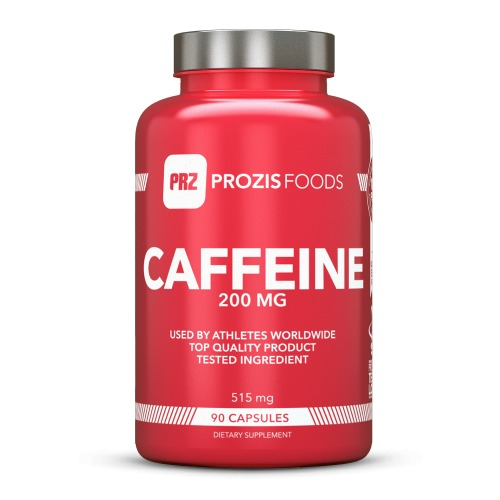 PRZ PROZIS FOODS
CAFFEINE
200 MG
USED BY ATHLETES WORLDWIDE
TOP QUALITY PRODUCT
TESTED INGREDIENT
515 mg
90 CAPSULES
DIETARY SUPPLEMENT